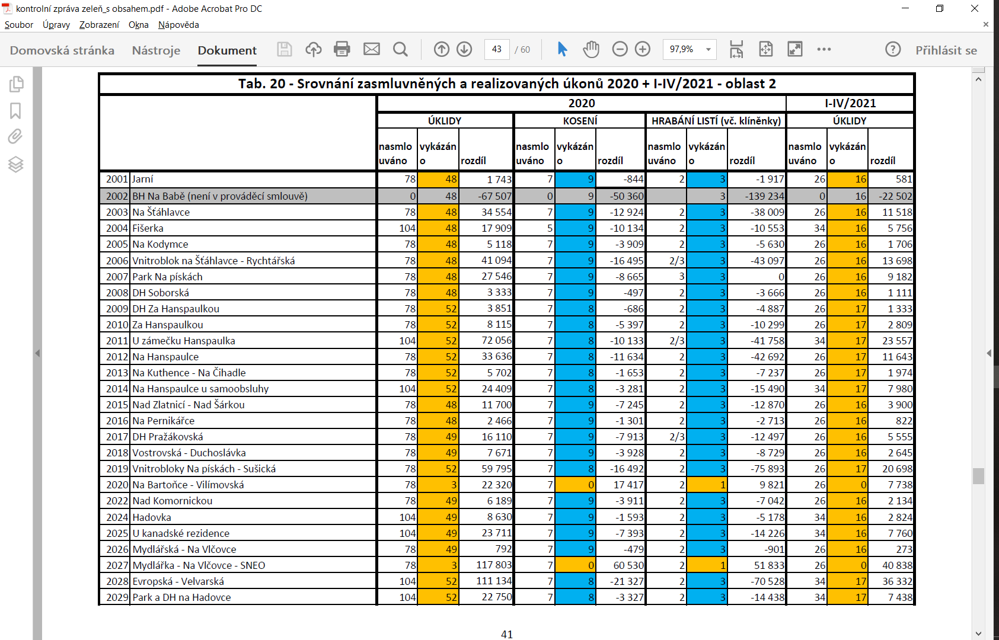 kontrolní zpráva zeleň_s obsahem.pdf - Adobe Acrobat Pro DC
Soubor Úpravy Zobrazení Okna Nápověda
Domovská stránka Nástroje Dokument 43 / 60 97,9% Přihlásit se
Tab. 20 - Srovnání zasmluvněných a realizovaných úkonů 2020 + I-IV/2021 - oblast 2
2020 I-IV/2021
ÚKLIDY KOSENÍ HRABÁNÍ LISTÍ (vč. klíněnky) ÚKLIDY
nasmlo vykázán nasmlo vykázán nasmlo vykázán nasmlo vykázán
uváno o rozdíl uváno o rozdíl uváno o rozdíl uváno o rozdíl
2001 Jarní 78 48 1 743 7 9 -844 2 3 -1 917 26 16 581
2002 BH Na Babě (není v prováděcí smlouvě) 0 48 -67 507 0 9 -50 360 3 -139 234 0 16 -22 502
2003 Na Šťáhlavce 78 48 34 554 7 9 -12 924 2 3 -38 009 26 16 11 518
2004 Fišerka 104 48 17 909 5 9 -10 134 2 3 -10 553 34 16 5 756
2005 Na Kodymce 78 48 5 118 7 9 -3 909 2 3 -5 630 26 16 1 706
2006 Vnitroblok na Šťáhlavce - Rychtářská 78 48 41 094 7 9 -16 495 2/3 3 -43 097 26 16 13 698
2007 Park Na pískách 78 48 27 546 7 9 -8 665 3 3 0 26 16 9 182
2008 DH Soborská 78 48 3 333 7 9 -497 2 3 -3 666 26 16 1 111
2009 DH Za Hanspaulkou 78 52 3 851 7 8 -686 2 3 -4 887 26 17 1 333
2010 Za Hanspaulkou 78 52 8 115 7 8 -5 397 2 3 -10 299 26 17 2 809
2011 U zámečku Hanspaulka 104 52 72 056 7 8 -10 133 2/3 3 -41 758 34 17 23 557
2012 Na Hanspaulce 78 52 33 636 7 8 -11 634 2 3 -42 692 26 17 11 643
2013 Na Kuthence - Na Čihadle 78 52 5 702 7 8 -1 653 2 3 -7 237 26 17 1 974
2014 Na Hanspaulce u samoobsluhy 104 52 24 409 7 8 -3 281 2 3 -15 490 34 17 7 980
2015 Nad Zlatnicí - Nad Šárkou 78 48 11 700 7 9 -7 245 2 3 -12 870 26 16 3 900
2016 Na Pernikářce 78 48 2 466 7 9 -1 301 2 3 -2 713 26 16 822
2017 DH Pražákovská 78 49 16 110 7 9 -7 913 2/3 3 -12 497 26 16 5 555
2018 Vostrovská - Duchoslávka 78 49 7 671 7 9 -3 928 2 3 -8 729 26 16 2 645
2019 Vnitrobloky Na pískách - Sušická 78 52 59 795 7 8 -16 492 2 3 -75 893 26 17 20 698
2020 Na Bartoňce - Vilímovská 78 3 22 320 7 0 17 417 2 1 9 821 26 0 7 738
2022 Nad Komornickou 78 49 6 189 7 9 -3 911 2 3 -7 042 26 16 2 134
2024 Hadovka 104 49 8 630 7 9 -1 593 2 3 -5 178 34 16 2 824
2025 U kanadské rezidence 104 49 23 711 7 9 -7 393 2 3 -14 226 34 16 7 760
2026 Mydlářská - Na Vlčovce 78 49 792 7 9 -479 2 3 -901 26 16 273
2027 Mydlářka - Na Vlčovce - SNEO 78 3 117 803 7 0 60 530 2 1 51 833 26 0 40 838
2028 Evropská - Velvarská 104 52 111 134 7 8 -21 327 2 3 -70 528 34 17 36 332
2029 Park a DH na Hadovce 104 52 22 750 7 8 -3 327 2 3 -14 438 34 17 7 438
41